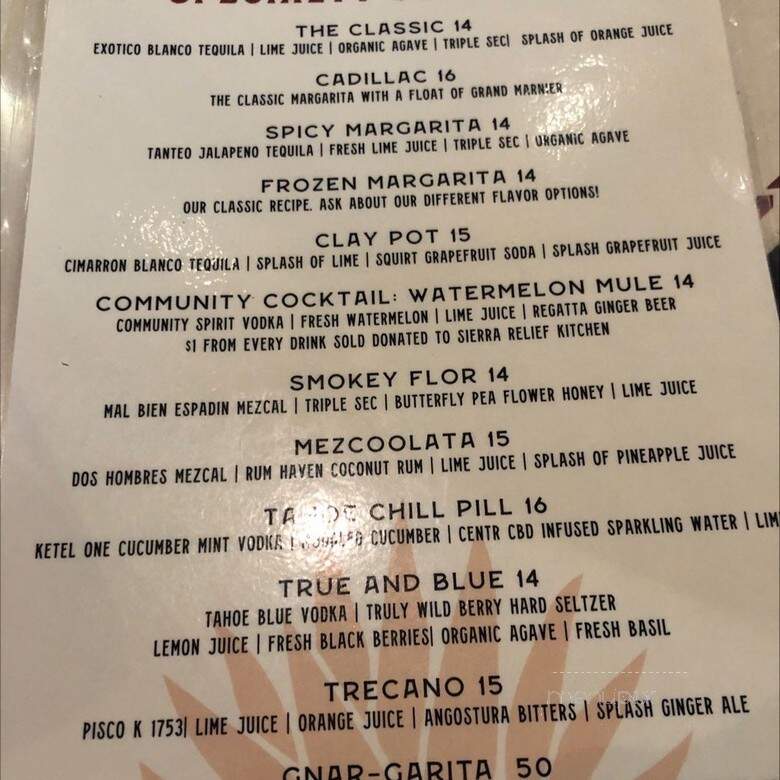 THE CLASSIC 14
EXOTICO BLANCO TEQUILA | LIME JUICE | ORGANIC AGAVE | TRIPLE SEC| SPLASH OF ORANGE JUICE
CADILLAC 16
THE CLASSIC MARGARITA WITH A FLOAT OF GRAND MARNIER
SPICY MARGARITA 14
TANTEO JALAPENO TEQUILA | FRESH LIME JUICE | TRIPLE SEC | ORGANIC AGAVE
FROZEN MARGARITA 14
OUR CLASSIC RECIPE. ASK ABOUT OUR DIFFERENT FLAVOR OPTIONS!
CLAY POT 15
CIMARRON BLANCO TEQUILA | SPLASH OF LIME | SQUIRT GRAPEFRUIT SODA | SPLASH GRAPEFRUIT JUICE
COMMUNITY COCKTAIL: WATERMELON MULE 14
COMMUNITY SPIRIT VODKA | FRESH WATERMELON | LIME JUICE | REGATTA GINGER BEER
$1 FROM EVERY DRINK SOLD DONATED TO SIERRA RELIEF KITCHEN
SMOKEY FLOR 14
MAL BIEN ESPADIN MEZCAL | TRIPLE SEC | BUTTERFLY PEA FLOWER HONEY | LIME JUICE
MEZCOOLATA 15
DOS HOMBRES MEZCAL | RUM HAVEN COCONUT RUM | LIME JUICE | SPLASH OF PINEAPPLE JUICE
TAHOE CHILL PILL 16
KETEL ONE CUCUMBER MINT VODKA | CUCUMBER | CENTR CBD INFUSED SPARKLING WATER | LIM
TRUE AND BLUE 14
TAHOE BLUE VODKA | TRULY WILD BERRY HARD SELTZER
LEMON JUICE | FRESH BLACK BERRIES| ORGANIC AGAVE | FRESH BASIL
TRECANO 15
PISCO K 1753| LIME JUICE | ORANGE JUICE | ANGOSTURA BITTERS | SPLASH GINGER ALE
GNAR-GARITA 50